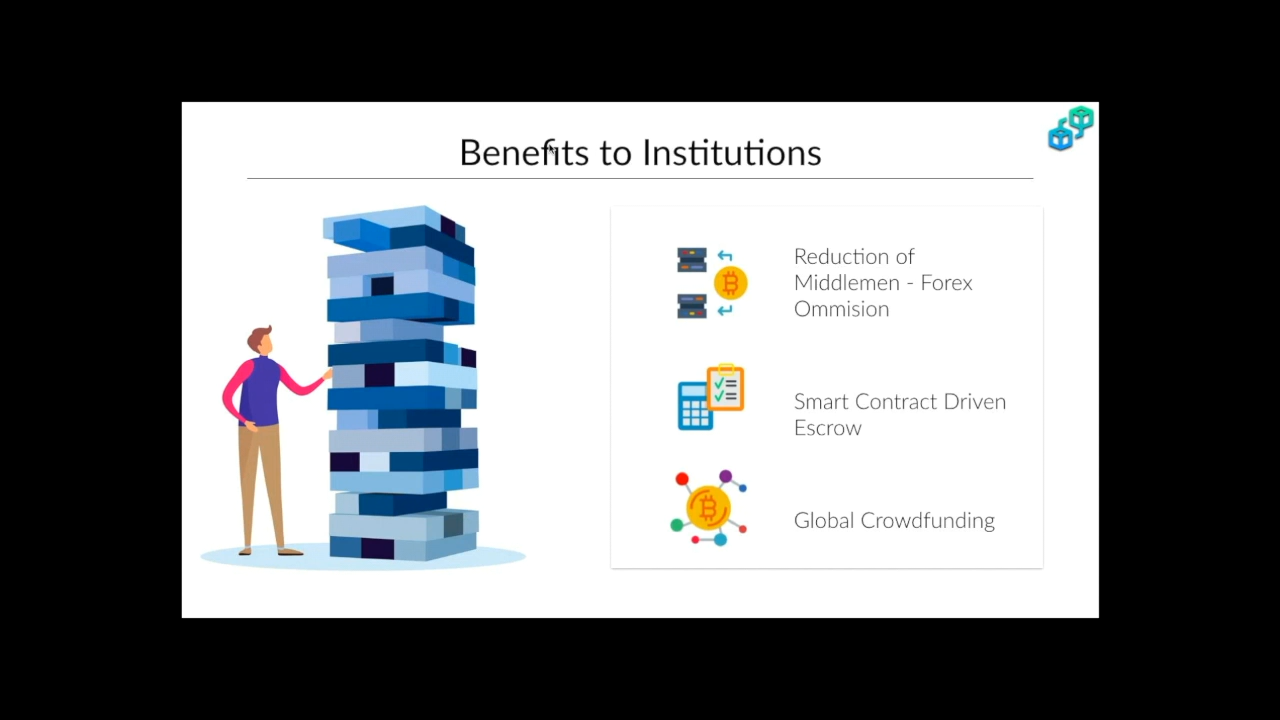 Benefits to Institutions
Reduction of
Middlemen - Forex
Ommision
Smart Contract Driven
Escrow
Global Crowdfunding